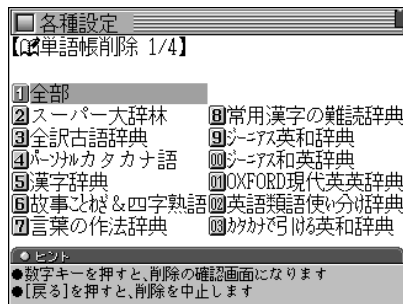 各種設定
【単語帳削除 1/4】
1全部
2スーパー大辞林
3全訳古語辞典
4パーソナルカタカナ語
5漢字辞典
6故事ことわざ&四字熟語
7言葉の作法辞典
8常用漢字の難読辞典
9ジーニアス英和辞典
00ジーニアス和英辞典
01OXFORD現代英英辞典
02英語類語使い分け辞典
03カタカナで引ける英和辞典
●ヒント
●数字キーを押すと、削除の確認画面になります
●[戻る]を押すと、削除を中止します